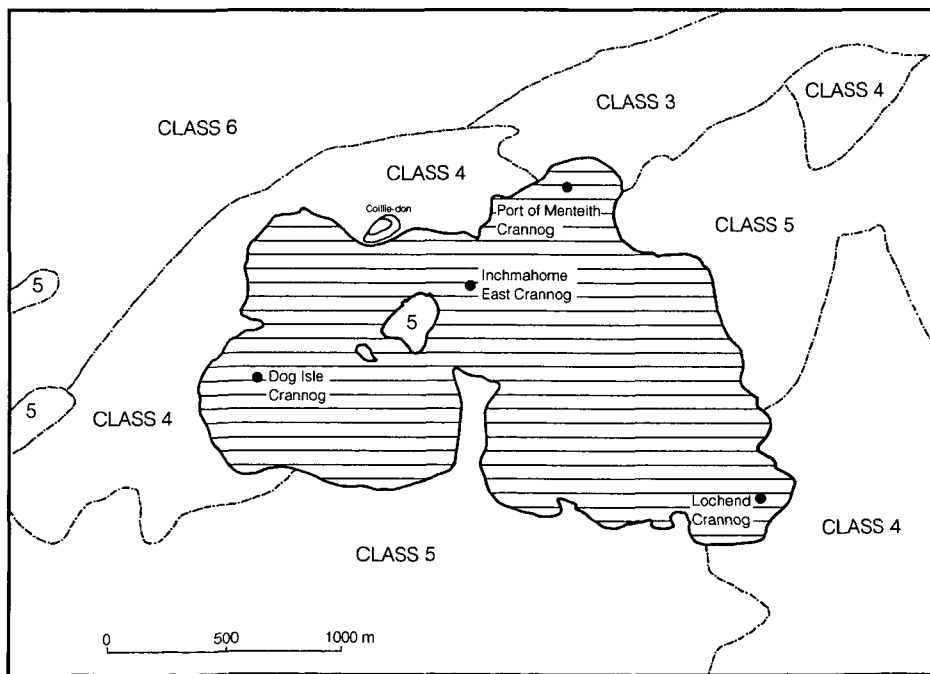 CLASS 6
CLASS 3
CLASS 4
CLASS 4
Coillie-don
Port of Menteith
Crannog
CLASS 5
5
Inchmahome
East Crannog
5
5
Dog Isle
Crannog
CLASS 4
Lochend
Crannog
CLASS 4
CLASS 5
0 500 1000 m